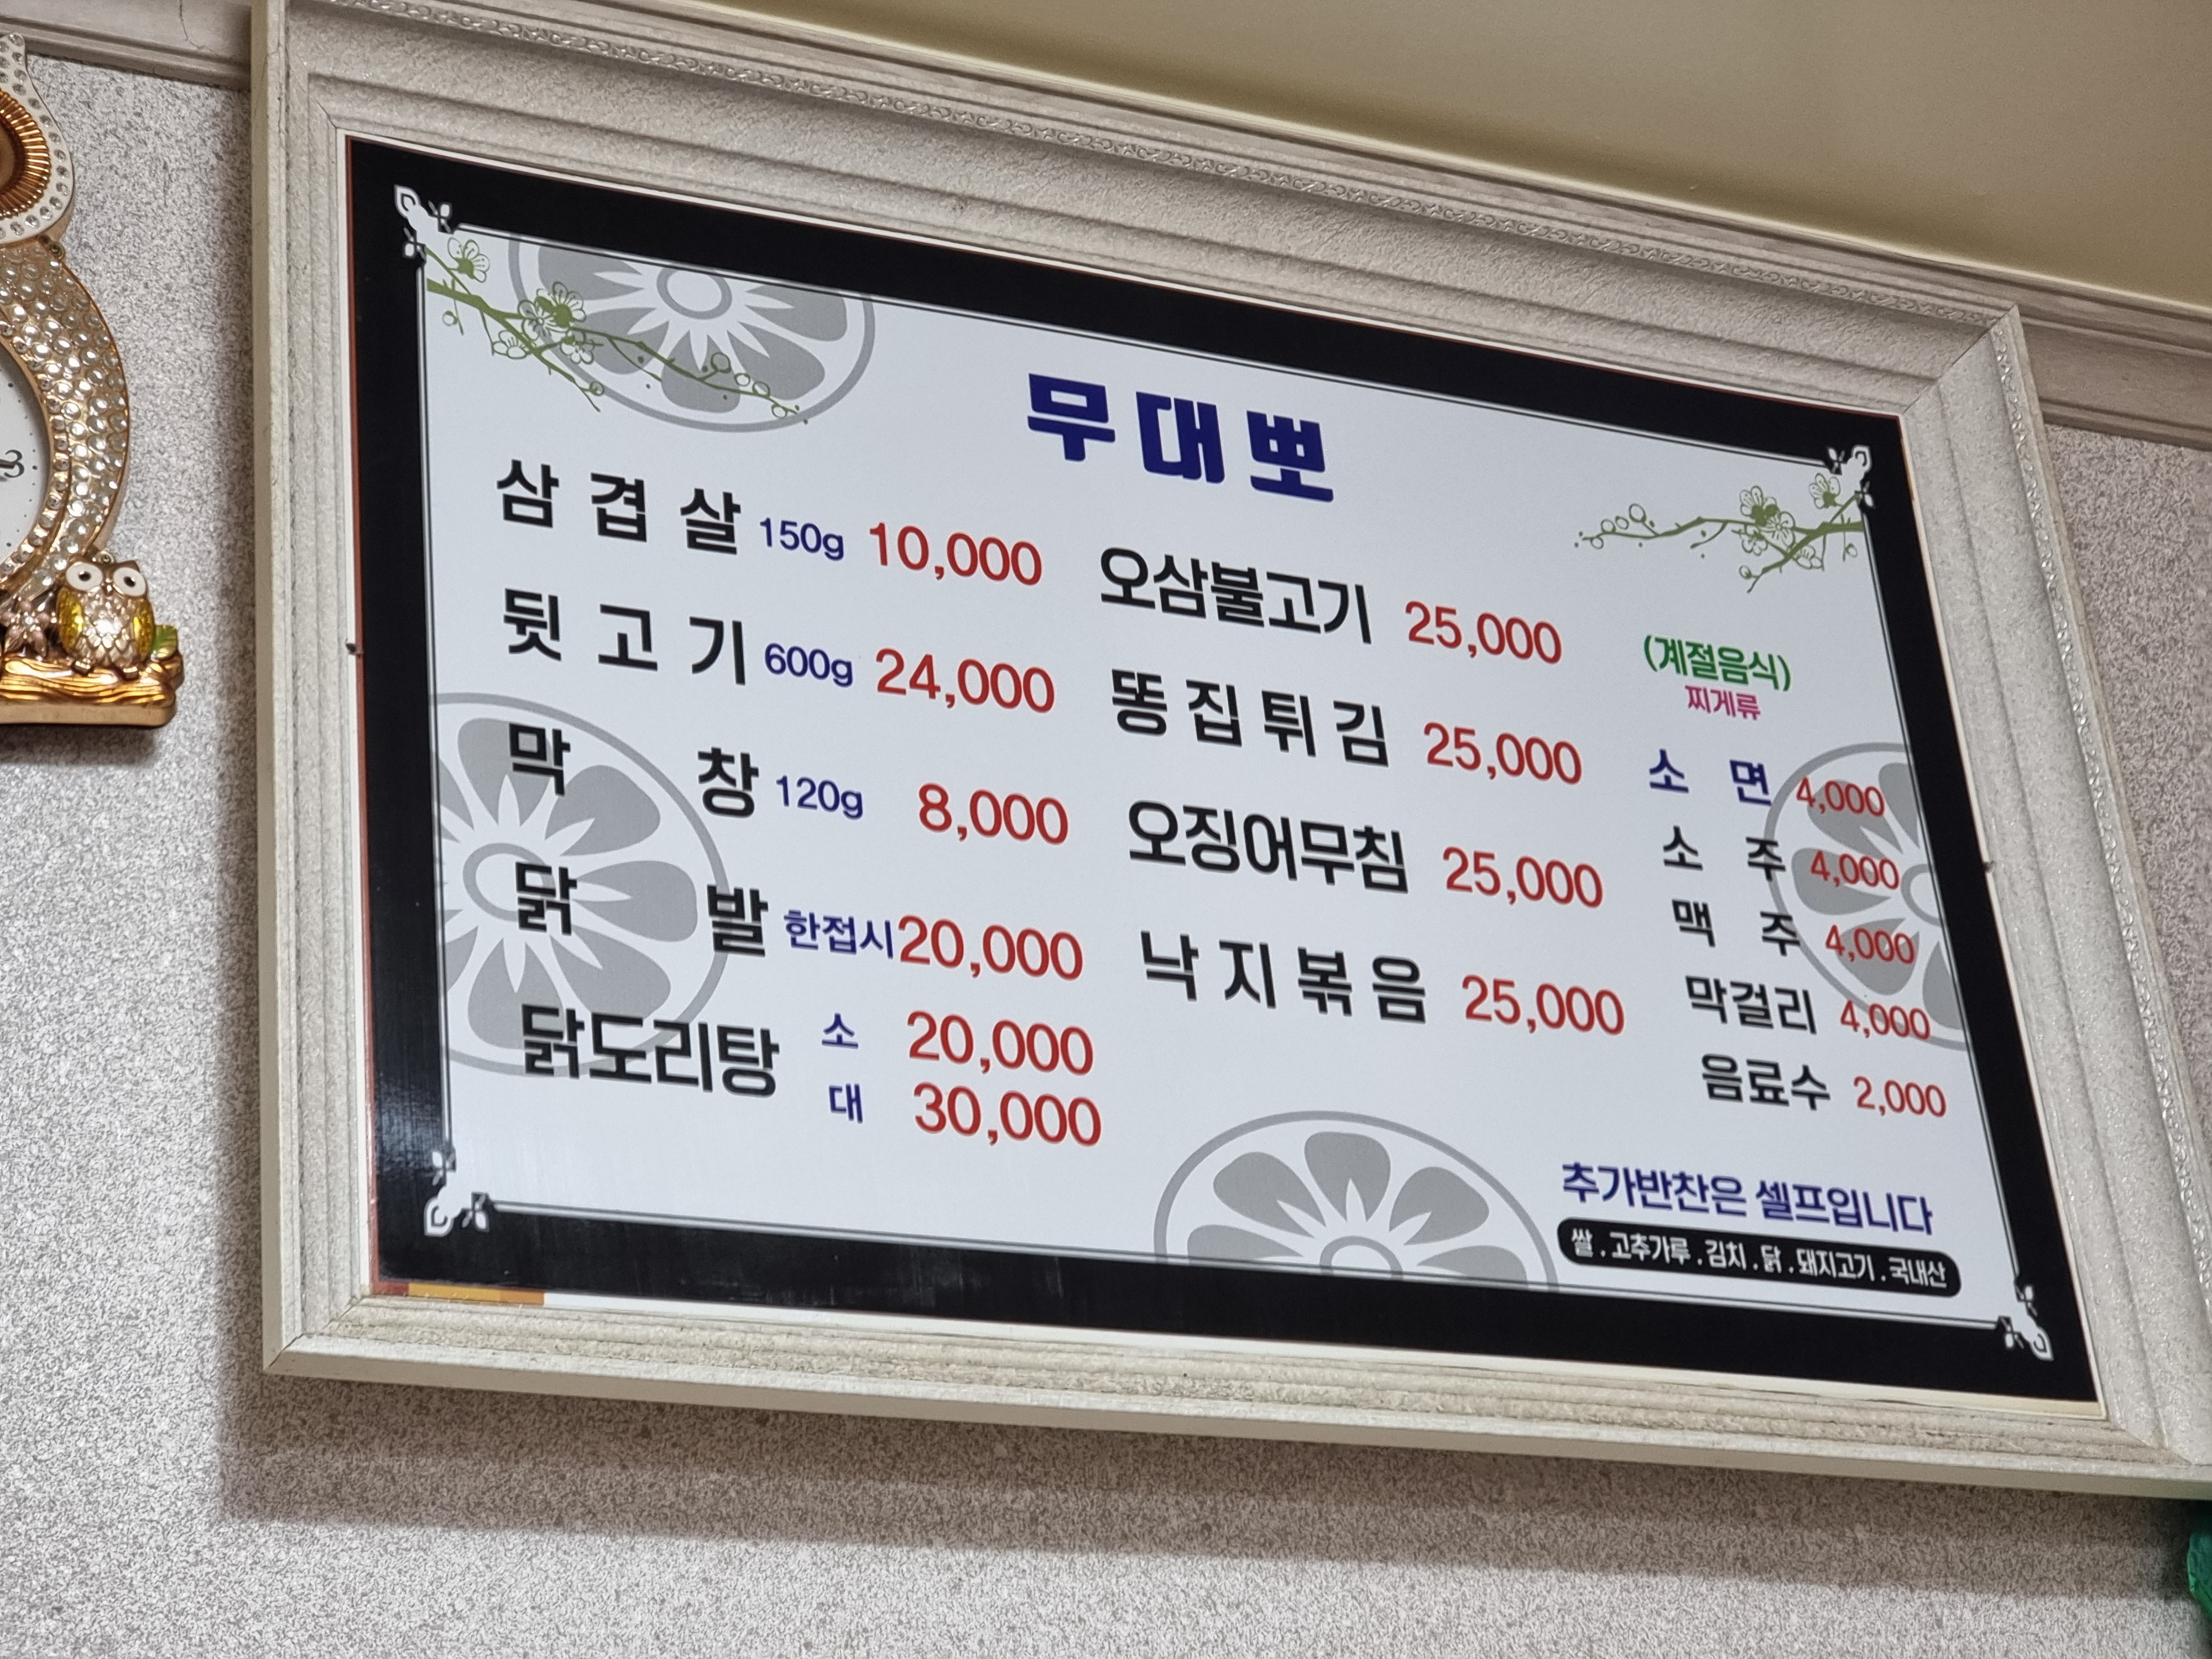 무대뽀
삼겹살 150g 10,000
뒷고기 600g 24,000
막창 120g 8,000
닭발 한접시 20,000
닭도리탕 소 20,000
대 30,000
오삼불고기 25,000
똥집튀김 25,000
오징어무침 25,000
낙지볶음 25,000
(계절음식)
찌게류
소면 4,000
소주 4,000
맥주 4,000
막걸리 4,000
음료수 2,000
추가반찬은 셀프입니다
쌀 . 고추가루 . 김치 . 닭 . 돼지고기 . 국내산
3